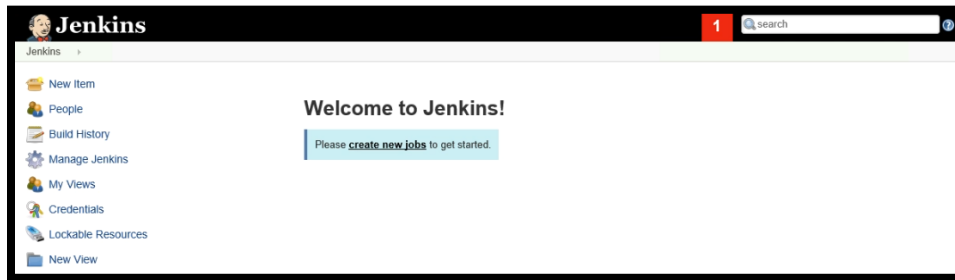 Jenkins
1
search
Jenkins
New Item
People
Build History
Manage Jenkins
My Views
Credentials
Lockable Resources
New View
Welcome to Jenkins!
Please create new jobs to get started.